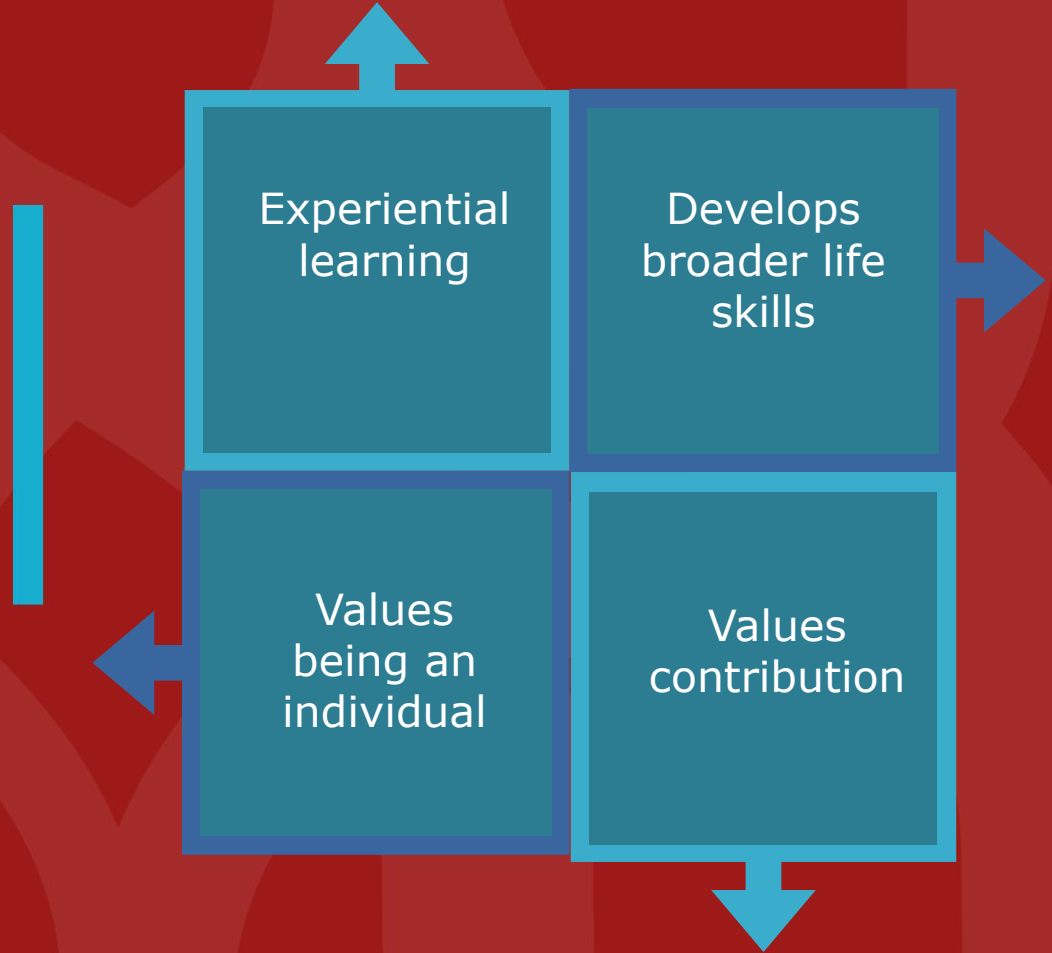 Experiential
learning
Develops
broader life
skills
Values
being an
individual
Values
contribution